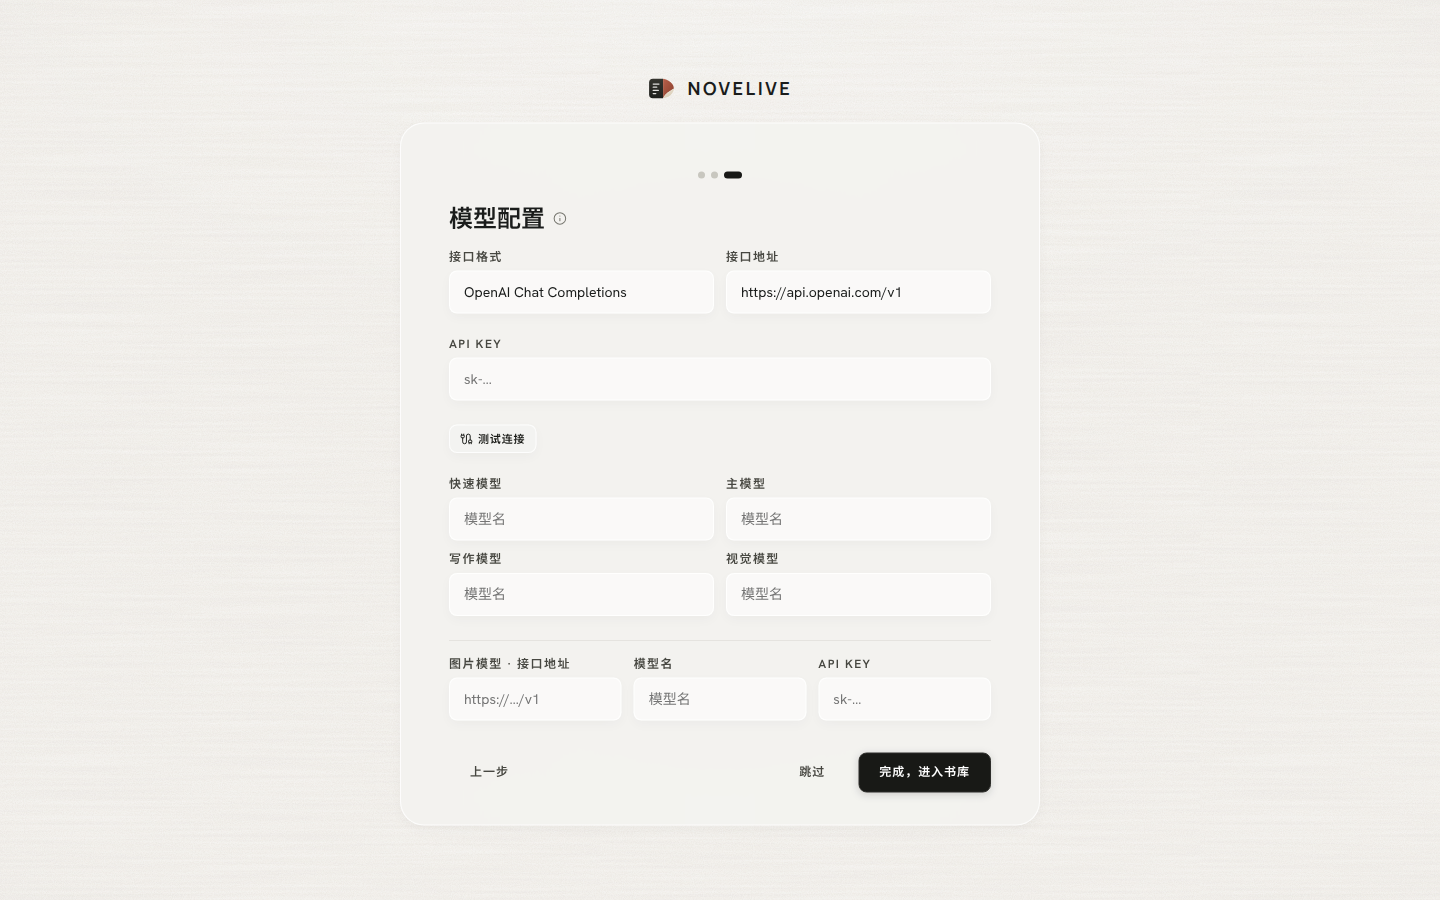 NOVELIVE
模型配置
接口格式
接口地址
OpenAI Chat Completions
https://api.openai.com/v1
API KEY
sk-...
测试连接
快速模型
主模型
模型名
模型名
写作模型
视觉模型
模型名
模型名
图片模型 · 接口地址
模型名
API KEY
https://.../v1
模型名
sk-...
上一步
跳过
完成，进入书库